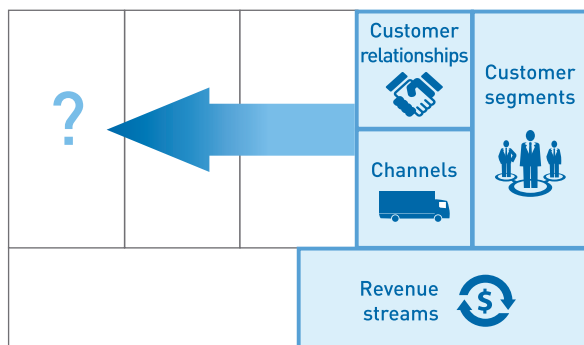 Customer
relationships
Customer
segments
?
Channels
Revenue
streams
$